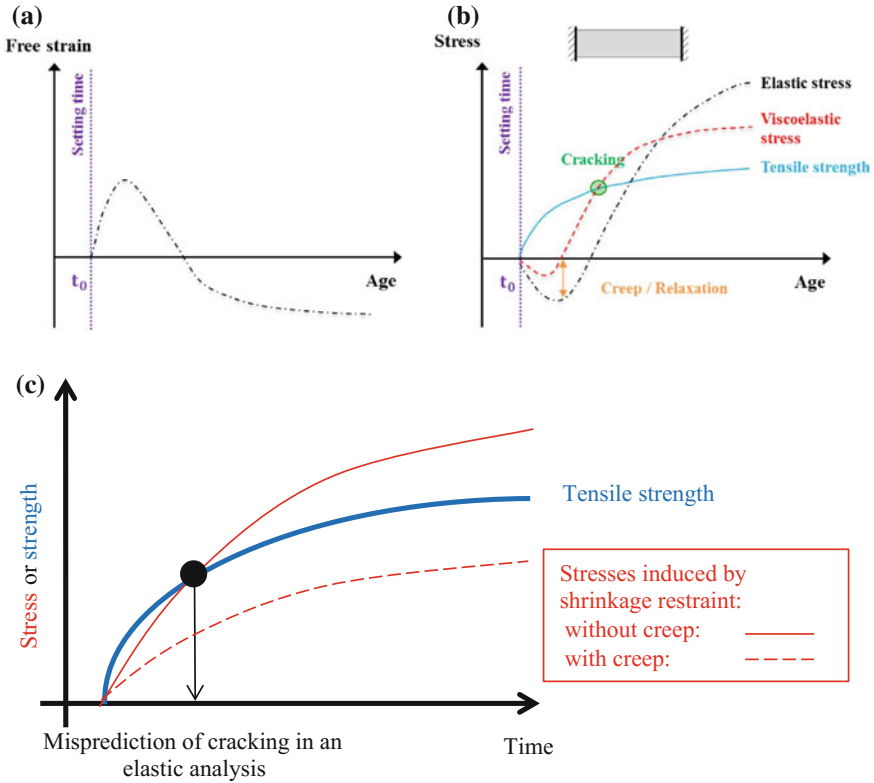 (a)
Free strain
Setting time
t0
Age
(b)
Stress
Setting time
Elastic stress
Viscoelastic
stress
Cracking
Tensile strength
t0
Creep / Relaxation
Age
(c)
Stress or strength
Tensile strength
Stresses induced by
shrinkage restraint:
without creep:
with creep:
Misprediction of cracking in an
elastic analysis
Time